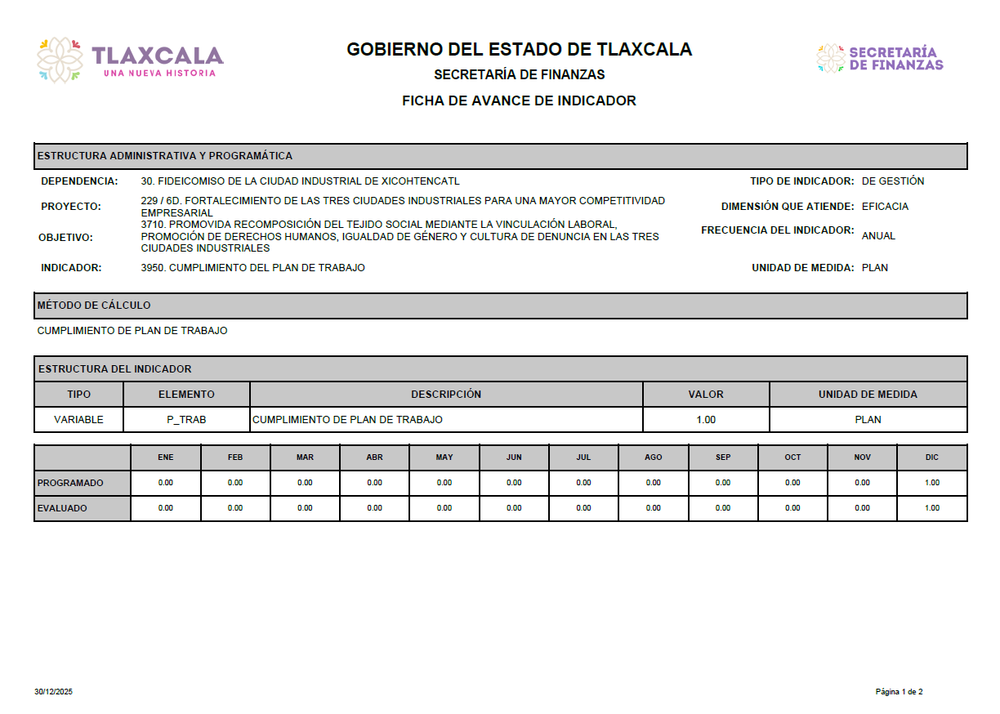 TLAXCALA
UNA NUEVA HISTORIA
GOBIERNO DEL ESTADO DE TLAXCALA
SECRETARÍA DE FINANZAS
FICHA DE AVANCE DE INDICADOR
SECRETARÍA
DE FINANZAS
ESTRUCTURA ADMINISTRATIVA Y PROGRAMÁTICA
DEPENDENCIA: 30. FIDEICOMISO DE LA CIUDAD INDUSTRIAL DE XICOHTENCATL TIPO DE INDICADOR: DE GESTIÓN
PROYECTO: 229 / 6D. FORTALECIMIENTO DE LAS TRES CIUDADES INDUSTRIALES PARA UNA MAYOR COMPETITIVIDAD
EMPRESARIAL
DIMENSIÓN QUE ATIENDE: EFICACIA
OBJETIVO: 3710. PROMOVIDA RECOMPOSICIÓN DEL TEJIDO SOCIAL MEDIANTE LA VINCULACIÓN LABORAL,
PROMOCIÓN DE DERECHOS HUMANOS, IGUALDAD DE GÉNERO Y CULTURA DE DENUNCIA EN LAS TRES
CIUDADES INDUSTRIALES
FRECUENCIA DEL INDICADOR: ANUAL
INDICADOR: 3950. CUMPLIMIENTO DEL PLAN DE TRABAJO UNIDAD DE MEDIDA: PLAN
MÉTODO DE CÁLCULO
CUMPLIMIENTO DE PLAN DE TRABAJO
ESTRUCTURA DEL INDICADOR
TIPO ELEMENTO DESCRIPCIÓN VALOR UNIDAD DE MEDIDA
VARIABLE P_TRAB CUMPLIMIENTO DE PLAN DE TRABAJO 1.00 PLAN
ENE FEB MAR ABR MAY JUN JUL AGO SEP OCT NOV DIC
PROGRAMADO 0.00 0.00 0.00 0.00 0.00 0.00 0.00 0.00 0.00 0.00 0.00 1.00
EVALUADO 0.00 0.00 0.00 0.00 0.00 0.00 0.00 0.00 0.00 0.00 0.00 1.00
30/12/2025 Página 1 de 2